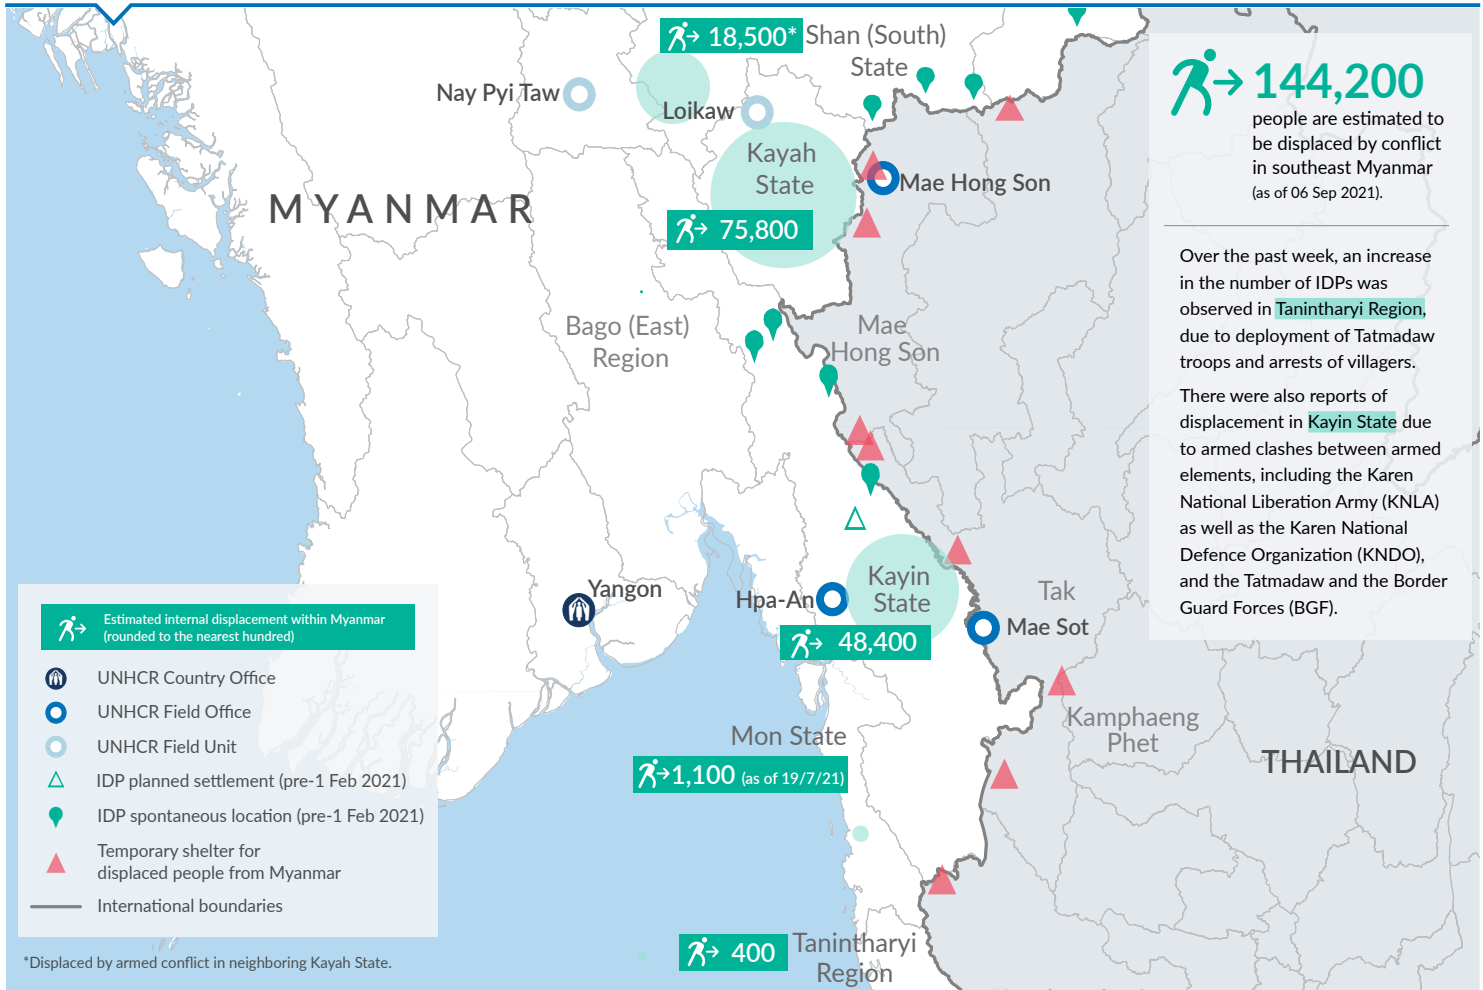 18,500*
Shan (South)
State
Nay Pyi Taw
Loikaw
Kayah
State
75,800
Mae Hong Son
MYANMAR
Bago (East)
Region
Mae
Hong Son
Yangon
Hpa-An
Kayin
State
48,400
Tak
Mae Sot
Kamphaeng
Phet
THAILAND
Mon State
1,100 (as of 19/7/21)
400
Tanintharyi
Region
144,200
people are estimated to
be displaced by conflict
in southeast Myanmar
(as of 06 Sep 2021).
Over the past week, an increase
in the number of IDPs was
observed in Tanintharyi Region,
due to deployment of Tatmadaw
troops and arrests of villagers.
There were also reports of
displacement in Kayin State due
to armed clashes between armed
elements, including the Karen
National Liberation Army (KNLA)
as well as the Karen National
Defence Organization (KNDO),
and the Tatmadaw and the Border
Guard Forces (BGF).
Estimated internal displacement within Myanmar
(rounded to the nearest hundred)
UNHCR Country Office
UNHCR Field Office
UNHCR Field Unit
IDP planned settlement (pre-1 Feb 2021)
IDP spontaneous location (pre-1 Feb 2021)
Temporary shelter for
displaced people from Myanmar
International boundaries
*Displaced by armed conflict in neighboring Kayah State.